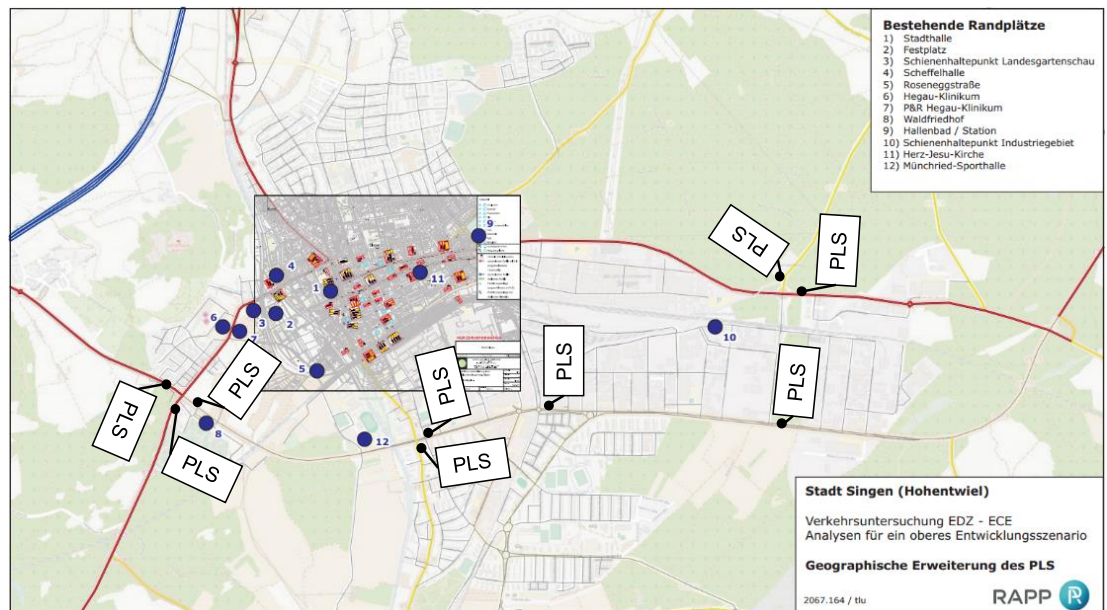 Bestehende Randplätze
1) Stadthalle
2) Festplatz
3) Schienenhaltepunkt Landesgartenschau
4) Scheffelhalle
5) Roseneggstraße
6) Hegau-Klinikum
7) P&R Hegau-Klinikum
8) Waldfriedhof
9) Hallenbad / Station
10) Schienenhaltepunkt Industriegebiet
11) Herz-Jesu-Kirche
12) Münchried-Sporthalle
9
PLS
PLS
4
11
1
3
2
6
7
10
5
PLS
PLS
PLS
PLS
PLS
8
12
PLS
PLS
PLS
Stadt Singen (Hohentwiel)
Verkehrsuntersuchung EDZ - ECE
Analysen für ein oberes Entwicklungsszenario
Geographische Erweiterung des PLS
2067.164 / tlu
RAPP R